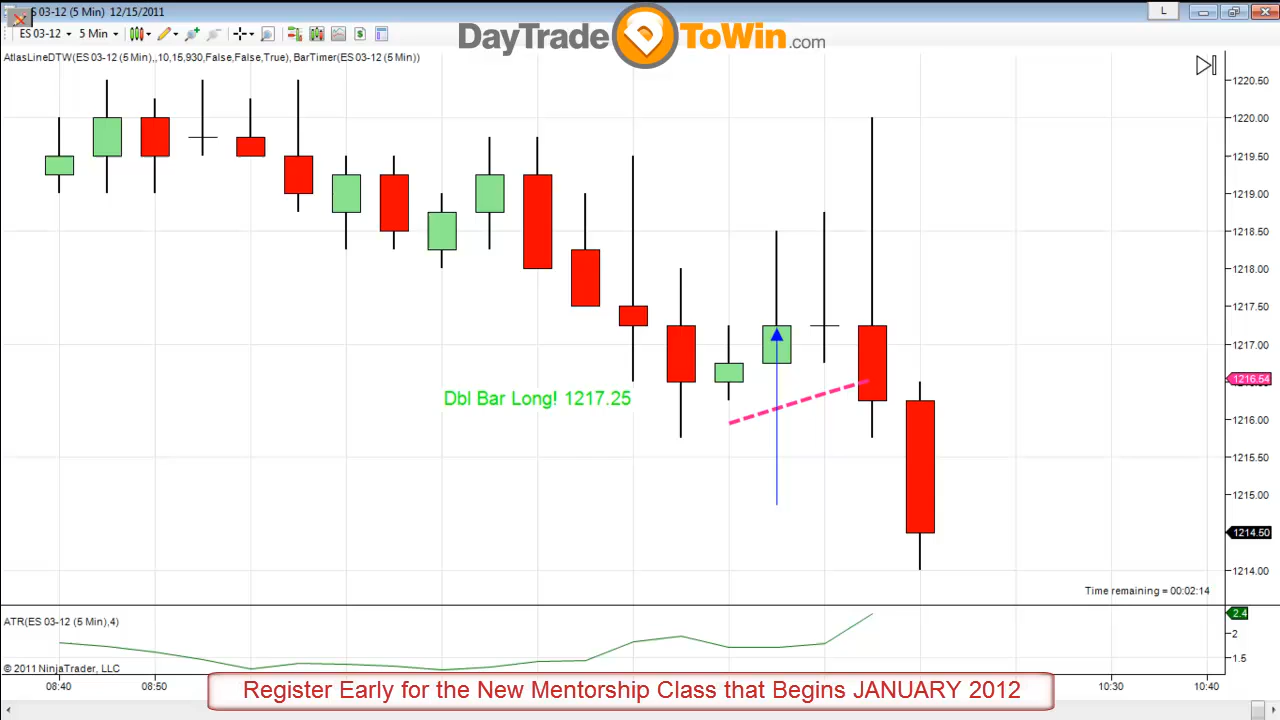 ES 03-12 (5 Min) 12/15/2011
L
ES 03-12 5 Min
DayTradeToWin.com
AtlasLineDTW(ES 03-12 (5 Min),,10,15,930,False,False,True), BarTimer(ES 03-12 (5 Min))
1220.50
1220.00
1219.50
1219.00
1218.50
1218.00
1217.50
1217.00
1216.54
1216.00
1215.50
1215.00
1214.50
1214.00
Dbl Bar Long! 1217.25
Time remaining = 00:02:14
ATR(ES 03-12 (5 Min),4)
2.4
2
1.5
© 2011 NinjaTrader, LLC
08:40
08:50
10:30
10:40
Register Early for the New Mentorship Class that Begins JANUARY 2012